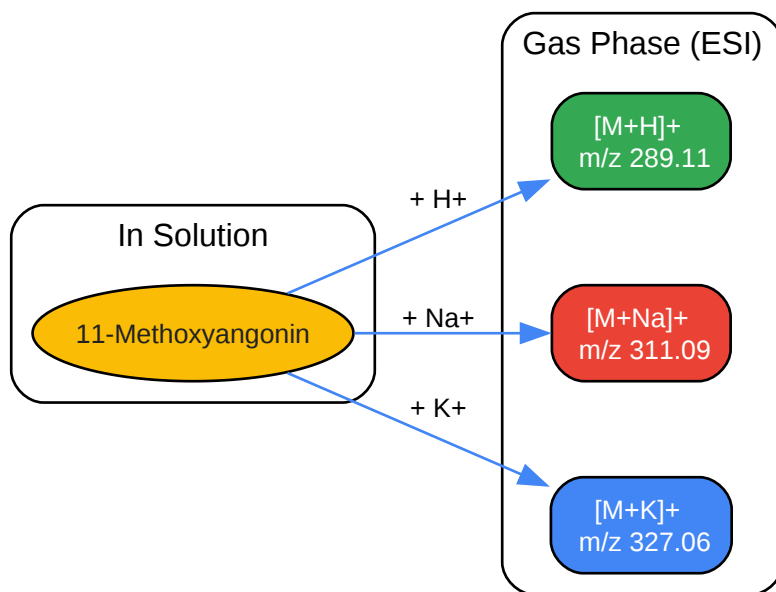 Gas Phase (ESI)
[M+H]+
m/z 289.11
+ H+
In Solution
11-Methoxyangonin
+ Na+
[M+Na]+
m/z 311.09
+ K+
[M+K]+
m/z 327.06